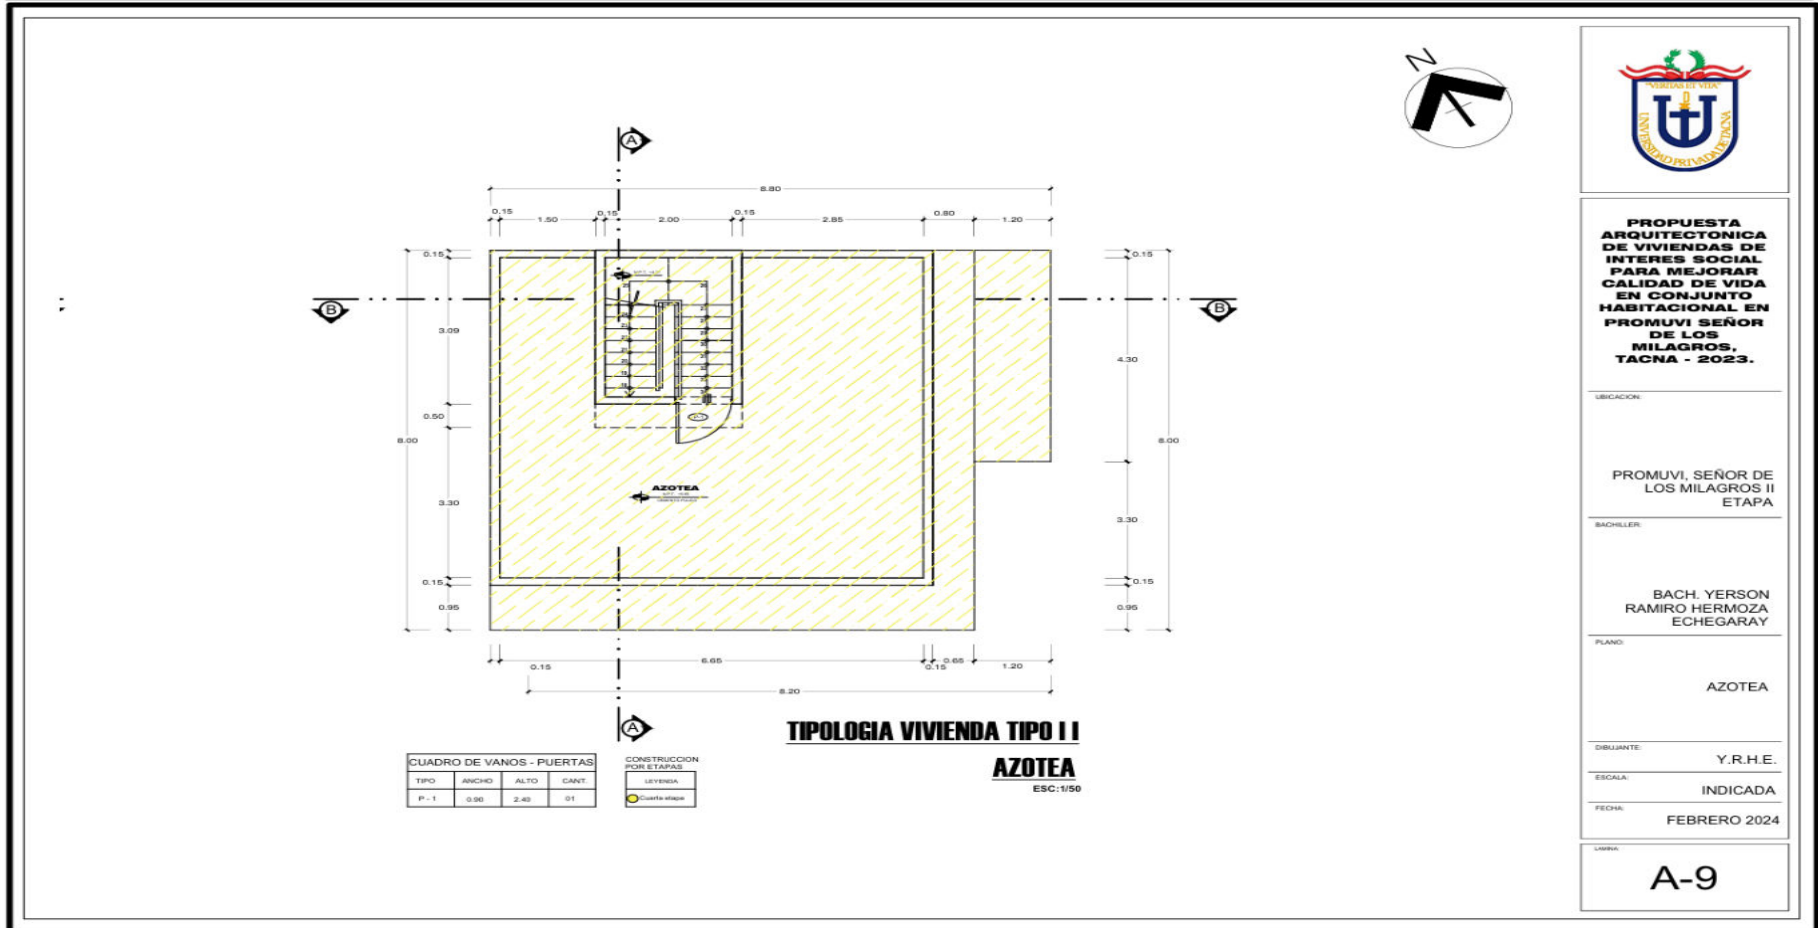 N
"VERITAS ET VITA"
UNIVERSIDAD PRIVADA DE TACNA
PROPUESTA
ARQUITECTONICA
DE VIVIENDAS DE
INTERES SOCIAL
PARA MEJORAR
CALIDAD DE VIDA
EN CONJUNTO
HABITACIONAL EN
PROMUVI SEÑOR
DE LOS
MILAGROS,
TACNA - 2023.
UBICACION:
PROMUVI, SEÑOR DE
LOS MILAGROS II
ETAPA
BACHILLER:
BACH. YERSON
RAMIRO HERMOZA
ECHEGARAY
PLANO:
AZOTEA
DIBUJANTE:
Y.R.H.E.
ESCALA:
INDICADA
FECHA:
FEBRERO 2024
LAMINA:
A-9
A
8.80
0.15 1.50 0.15 2.00 0.15 2.85 0.80 1.20
0.15 0.15
B B
3.09
4.30
0.50
8.00 8.00
AZOTEA
3.30
3.30
0.15 0.15
0.95 0.95
0.15 6.65 0.15 0.65 1.20
8.20
A
TIPOLOGIA VIVIENDA TIPO I I
AZOTEA
ESC:1/50
CUADRO DE VANOS - PUERTAS
TIPO ANCHO ALTO CANT.
P - 1 0.90 2.40 01
CONSTRUCCION
POR ETAPAS
LEYENDA
Cuarta etapa